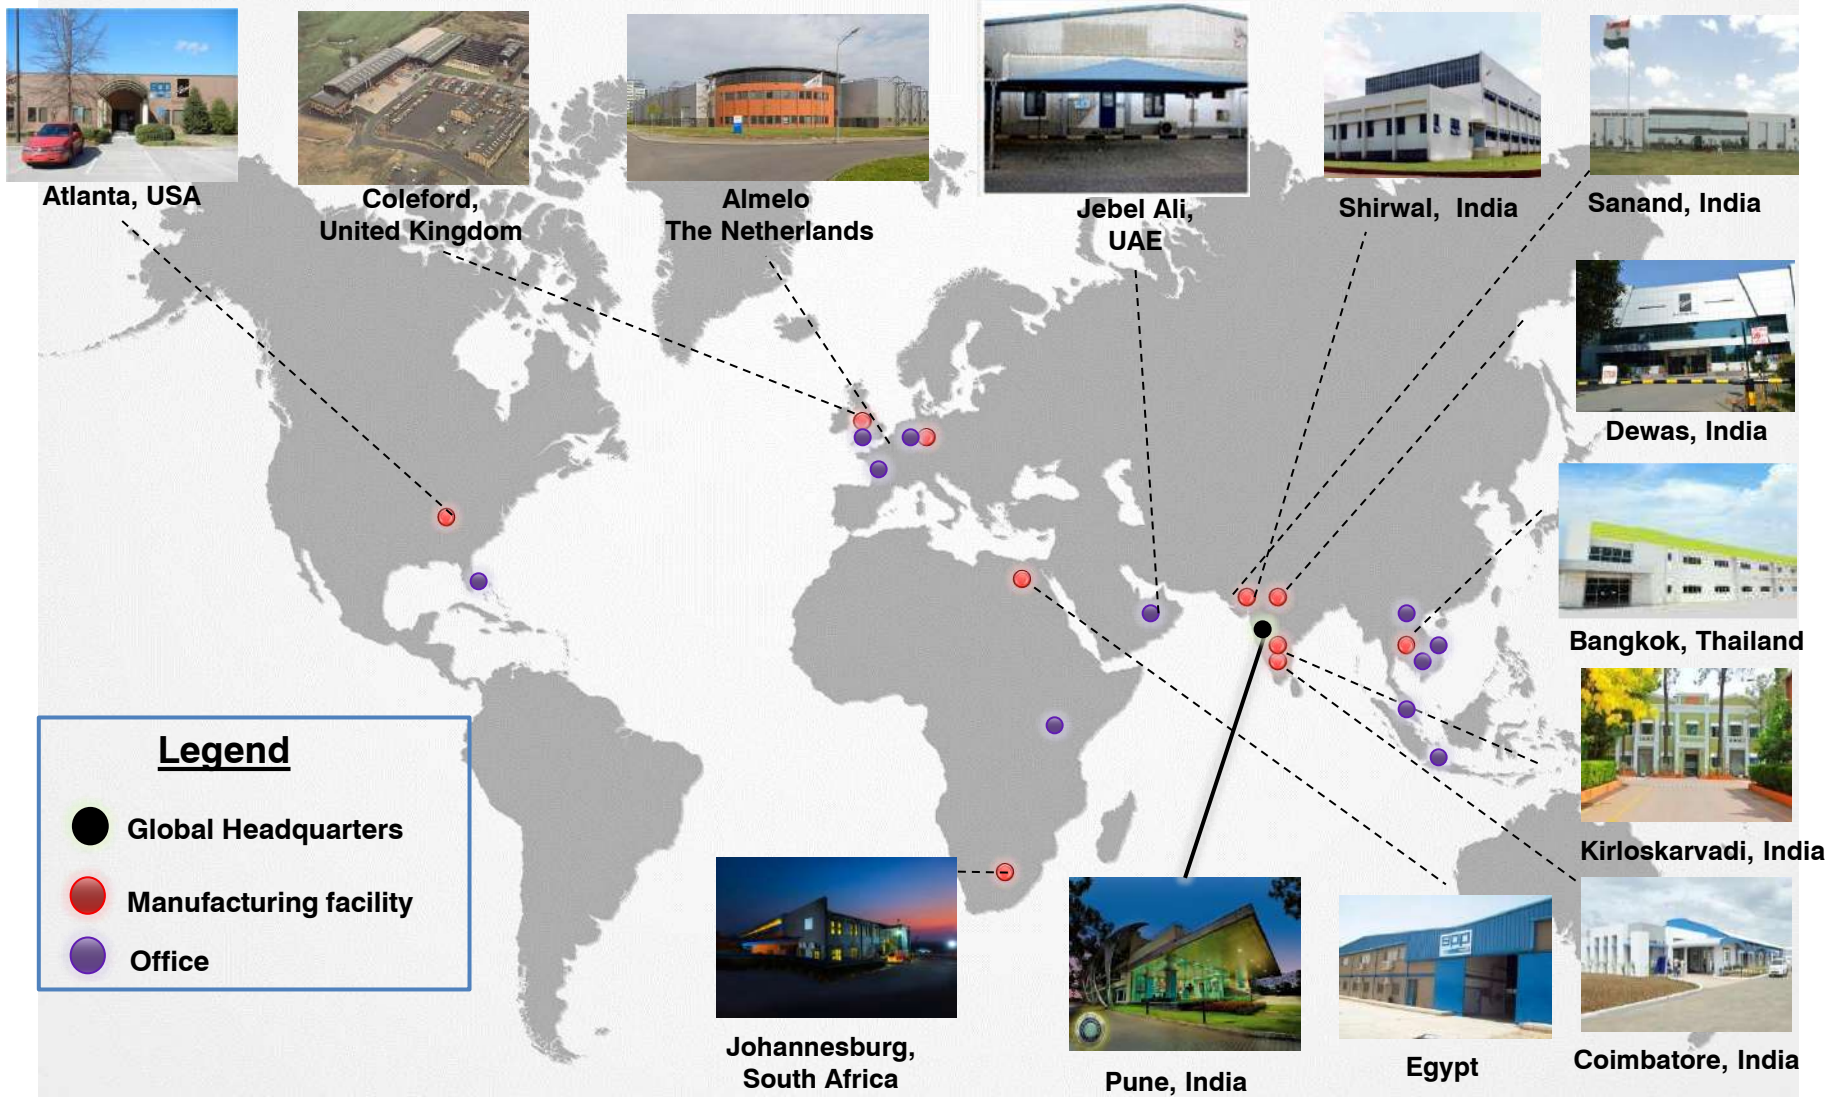 Atlanta, USA
Coleford,
United Kingdom
Almelo
The Netherlands
Jebel Ali,
UAE
Shirwal,  India
Sanand, India
Dewas, India
Bangkok, Thailand
Kirloskarvadi, India
Coimbatore, India
Egypt
spp
Pune, India
Johannesburg,
South Africa
Legend
Global Headquarters
Manufacturing facility
Office